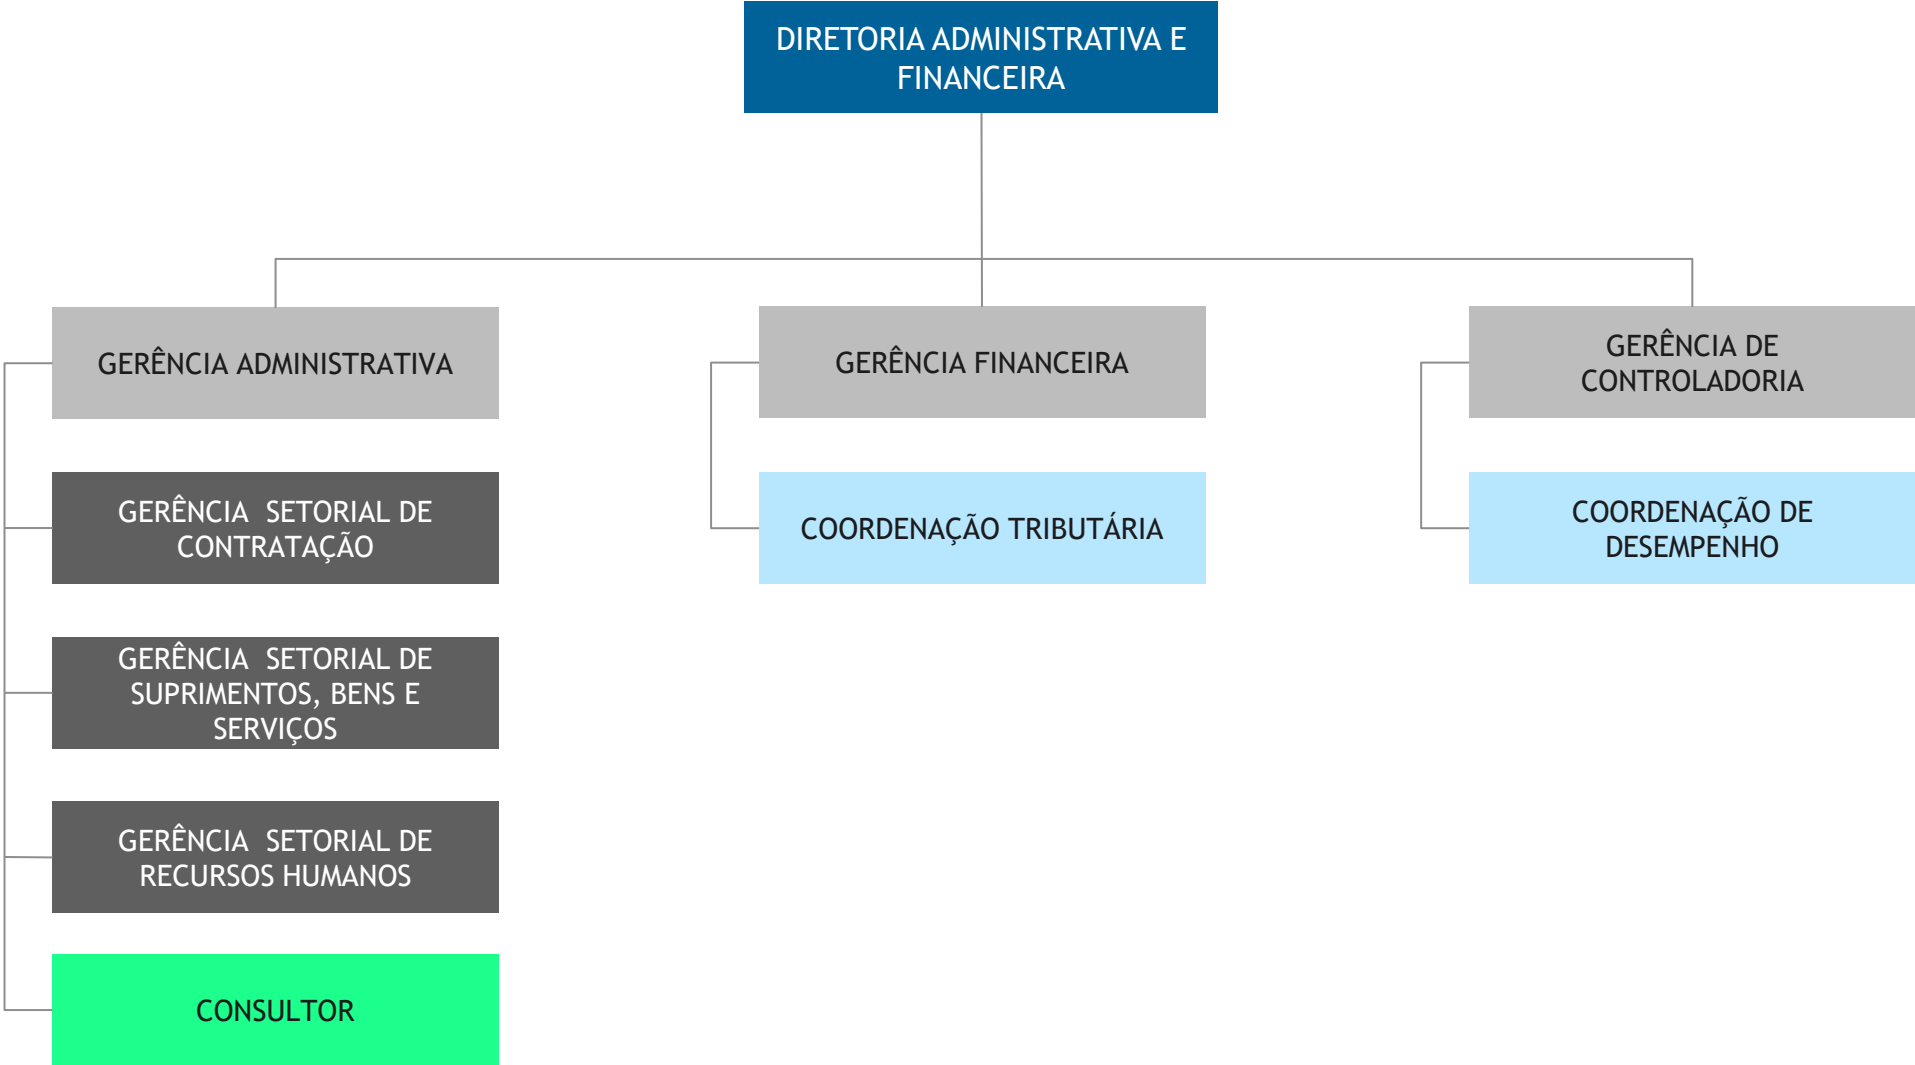 DIRETORIA ADMINISTRATIVA E
FINANCEIRA
GERÊNCIA ADMINISTRATIVA
GERÊNCIA FINANCEIRA
GERÊNCIA DE
CONTROLADORIA
GERÊNCIA SETORIAL DE
CONTRATAÇÃO
COORDENAÇÃO TRIBUTÁRIA
COORDENAÇÃO DE
DESEMPENHO
GERÊNCIA SETORIAL DE
SUPRIMENTOS, BENS E
SERVIÇOS
GERÊNCIA SETORIAL DE
RECURSOS HUMANOS
CONSULTOR